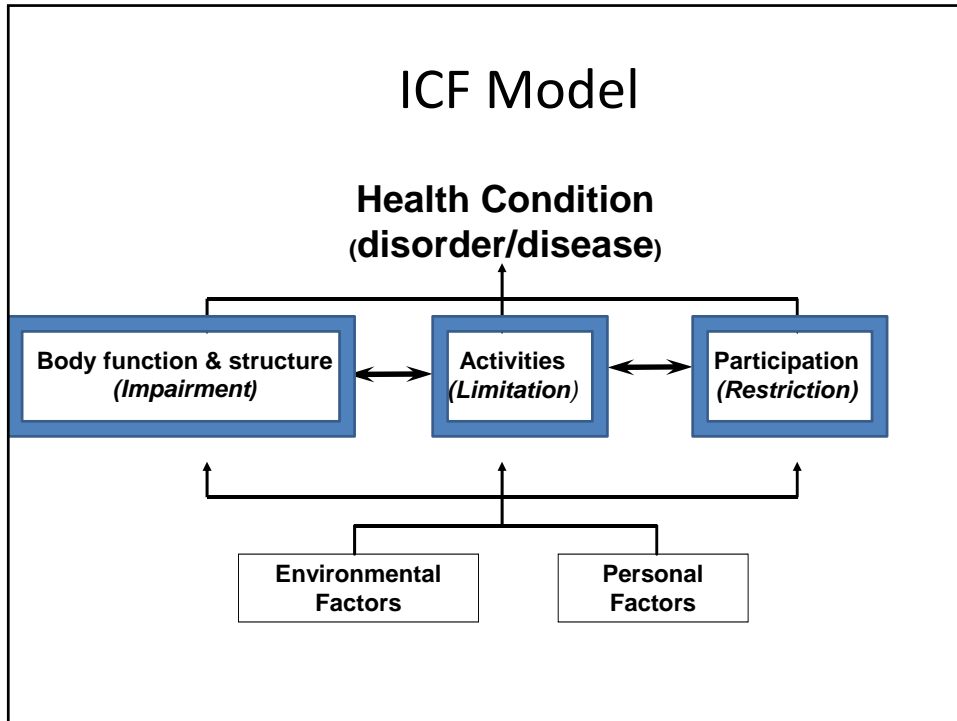 ICF Model
Health Condition
(disorder/disease)
Body function & structure
(Impairment)
Activities
(Limitation)
Participation
(Restriction)
Environmental
Factors
Personal
Factors